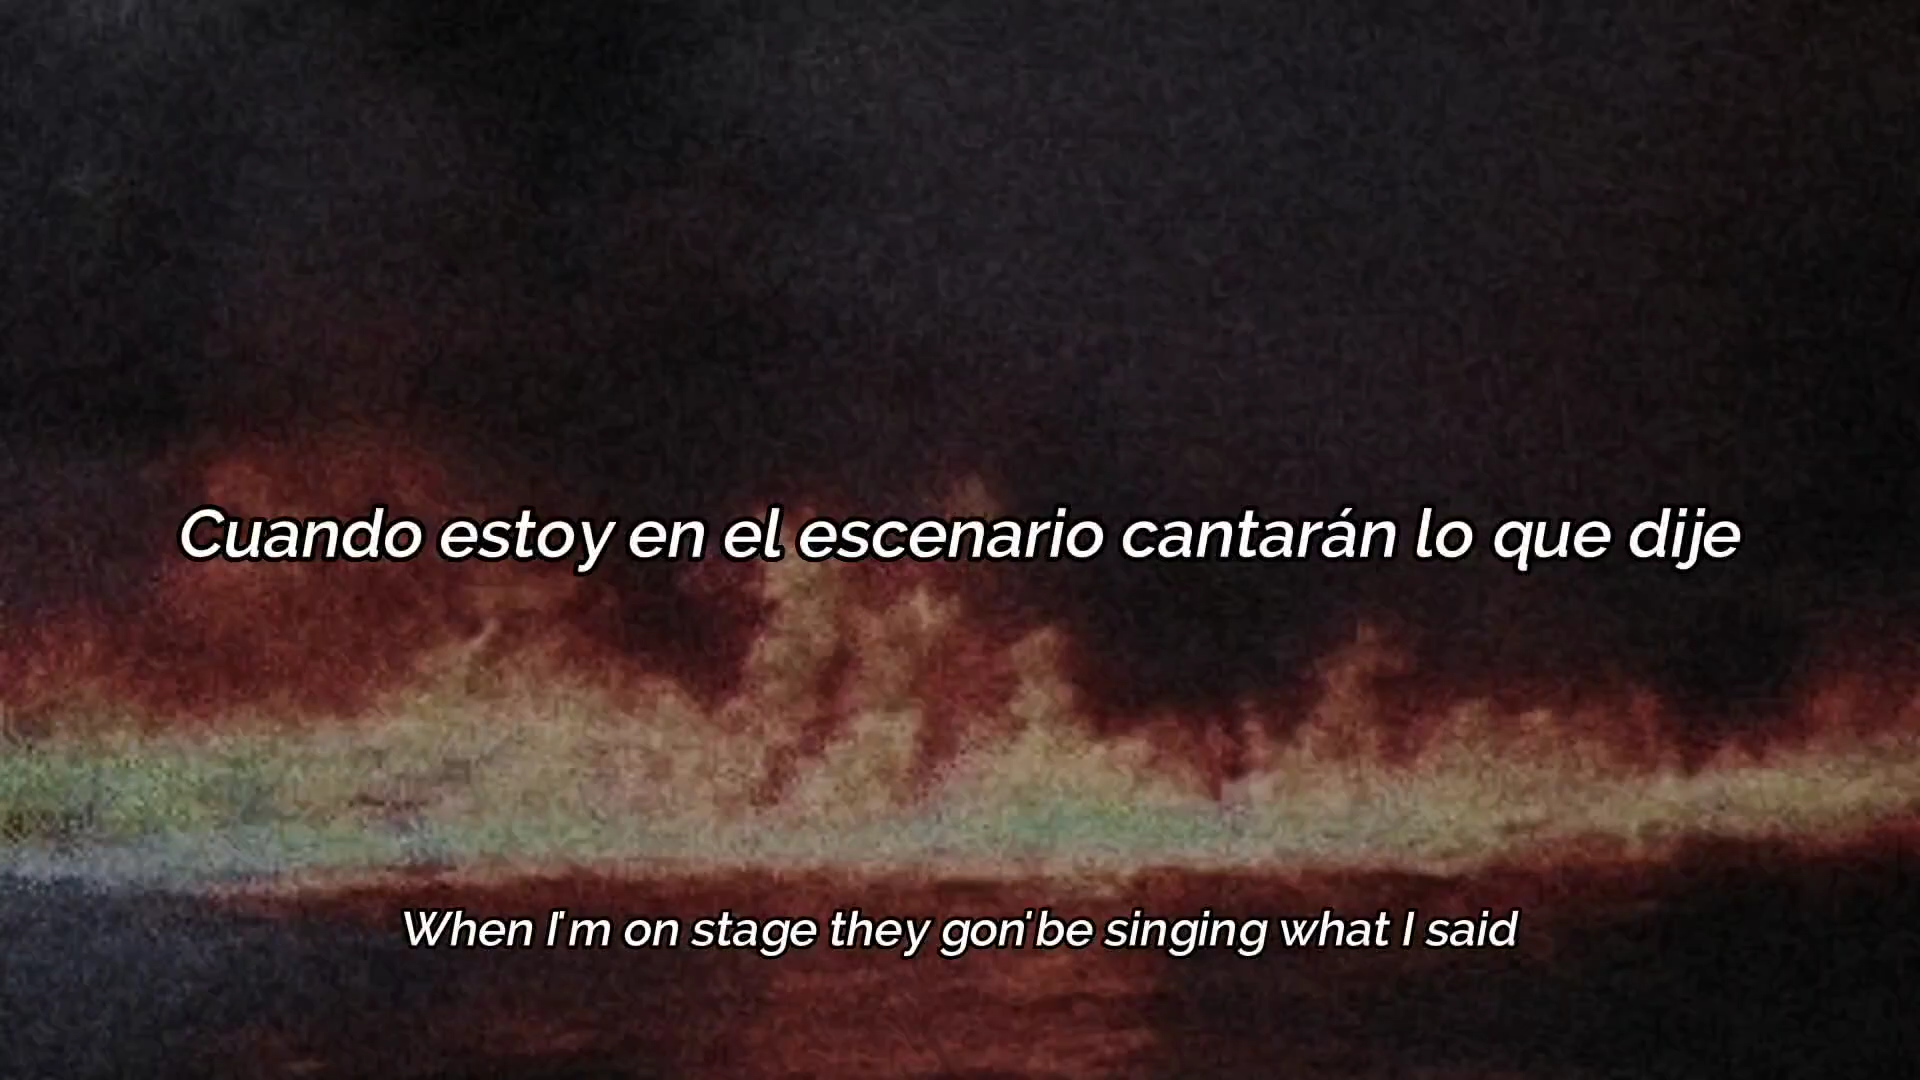 Cuando estoy en el escenario cantarán lo que dije
When I'm on stage they gon' be singing what I said